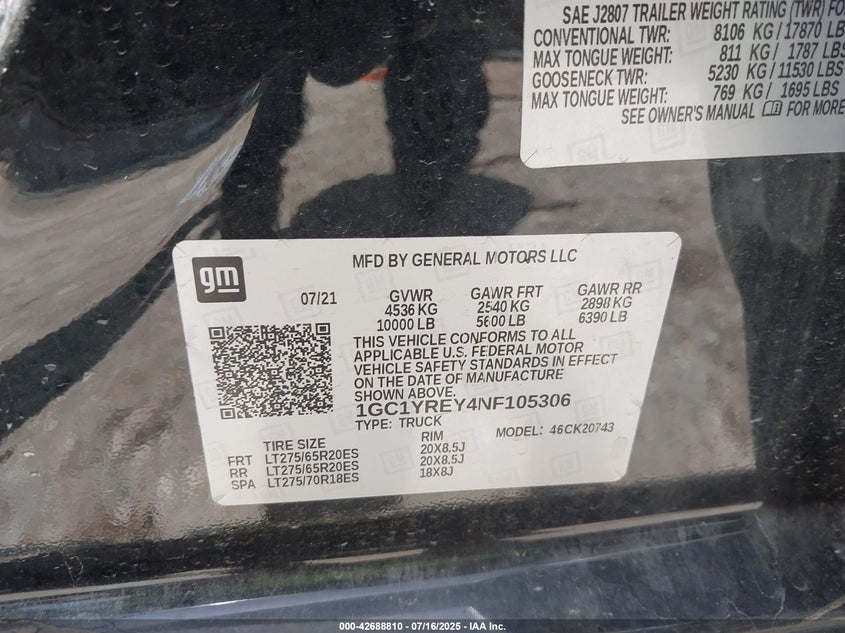 SAE J2807 TRAILER WEIGHT RATING (TWR) FO
CONVENTIONAL TWR: 8106 KG / 17870 LB
MAX TONGUE WEIGHT: 811 KG / 1787 LB
GOOSENECK TWR: 5230 KG / 11530 LBS
MAX TONGUE WEIGHT: 769 KG / 1695 LBS
SEE OWNER'S MANUAL FOR MORE
gm
MFD BY GENERAL MOTORS LLC
07/21 GVWR GAWR FRT GAWR RR
4536 KG 2540 KG 2898 KG
10000 LB 5600 LB 6390 LB
THIS VEHICLE CONFORMS TO ALL
APPLICABLE U.S. FEDERAL MOTOR
VEHICLE SAFETY STANDARDS IN EFFECT
ON THE DATE OF MANUFACTURE
SHOWN ABOVE.
1GC1YREY4NF105306
TYPE: TRUCK MODEL: 46CK20743
TIRE SIZE RIM
FRT LT275/65R20ES 20X8.5J
RR LT275/65R20ES 20X8.5J
SPA LT275/70R18ES 18X8J
000-42688810 - 07/16/2025 - IAA Inc.